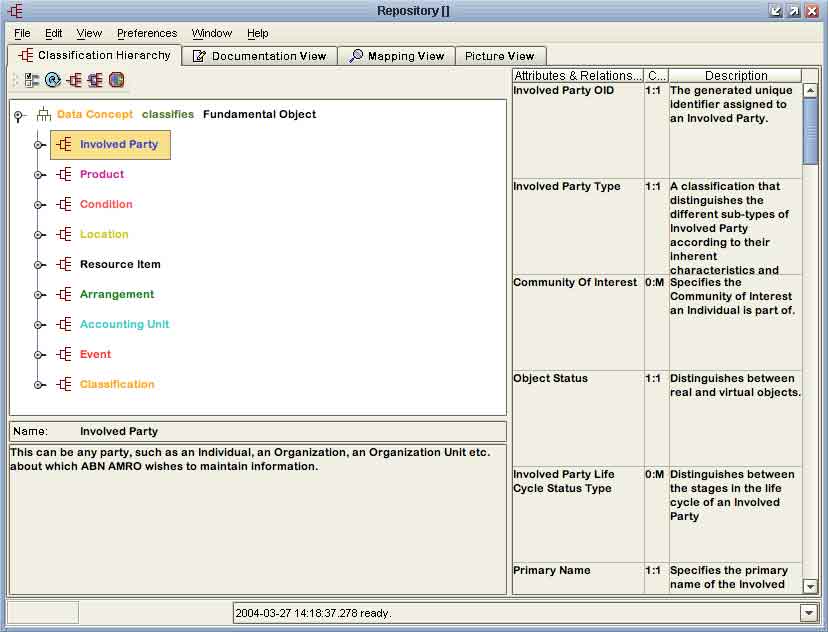 Repository []
File Edit View Preferences Window Help
Classification Hierarchy Documentation View Mapping View Picture View
Data Concept classifies Fundamental Object
Involved Party
Product
Condition
Location
Resource Item
Arrangement
Accounting Unit
Event
Classification
Name: Involved Party
This can be any party, such as an Individual, an Organization, an Organization Unit etc.
about which ABN AMRO wishes to maintain information.
Attributes & Relations... C... Description
Involved Party OID 1:1 The generated unique
identifier assigned to
an Involved Party.
Involved Party Type 1:1 A classification that
distinguishes the
different sub-types of
Involved Party
according to their
inherent
characteristics and
Community Of Interest 0:M Specifies the
Community of Interest
an Individual is part of.
Object Status 1:1 Distinguishes between
real and virtual objects.
Involved Party Life 0:M Distinguishes between
Cycle Status Type the stages in the life
cycle of an Involved
Party
Primary Name 1:1 Specifies the primary
name of the Involved
2004-03-27 14:18:37.278 ready.